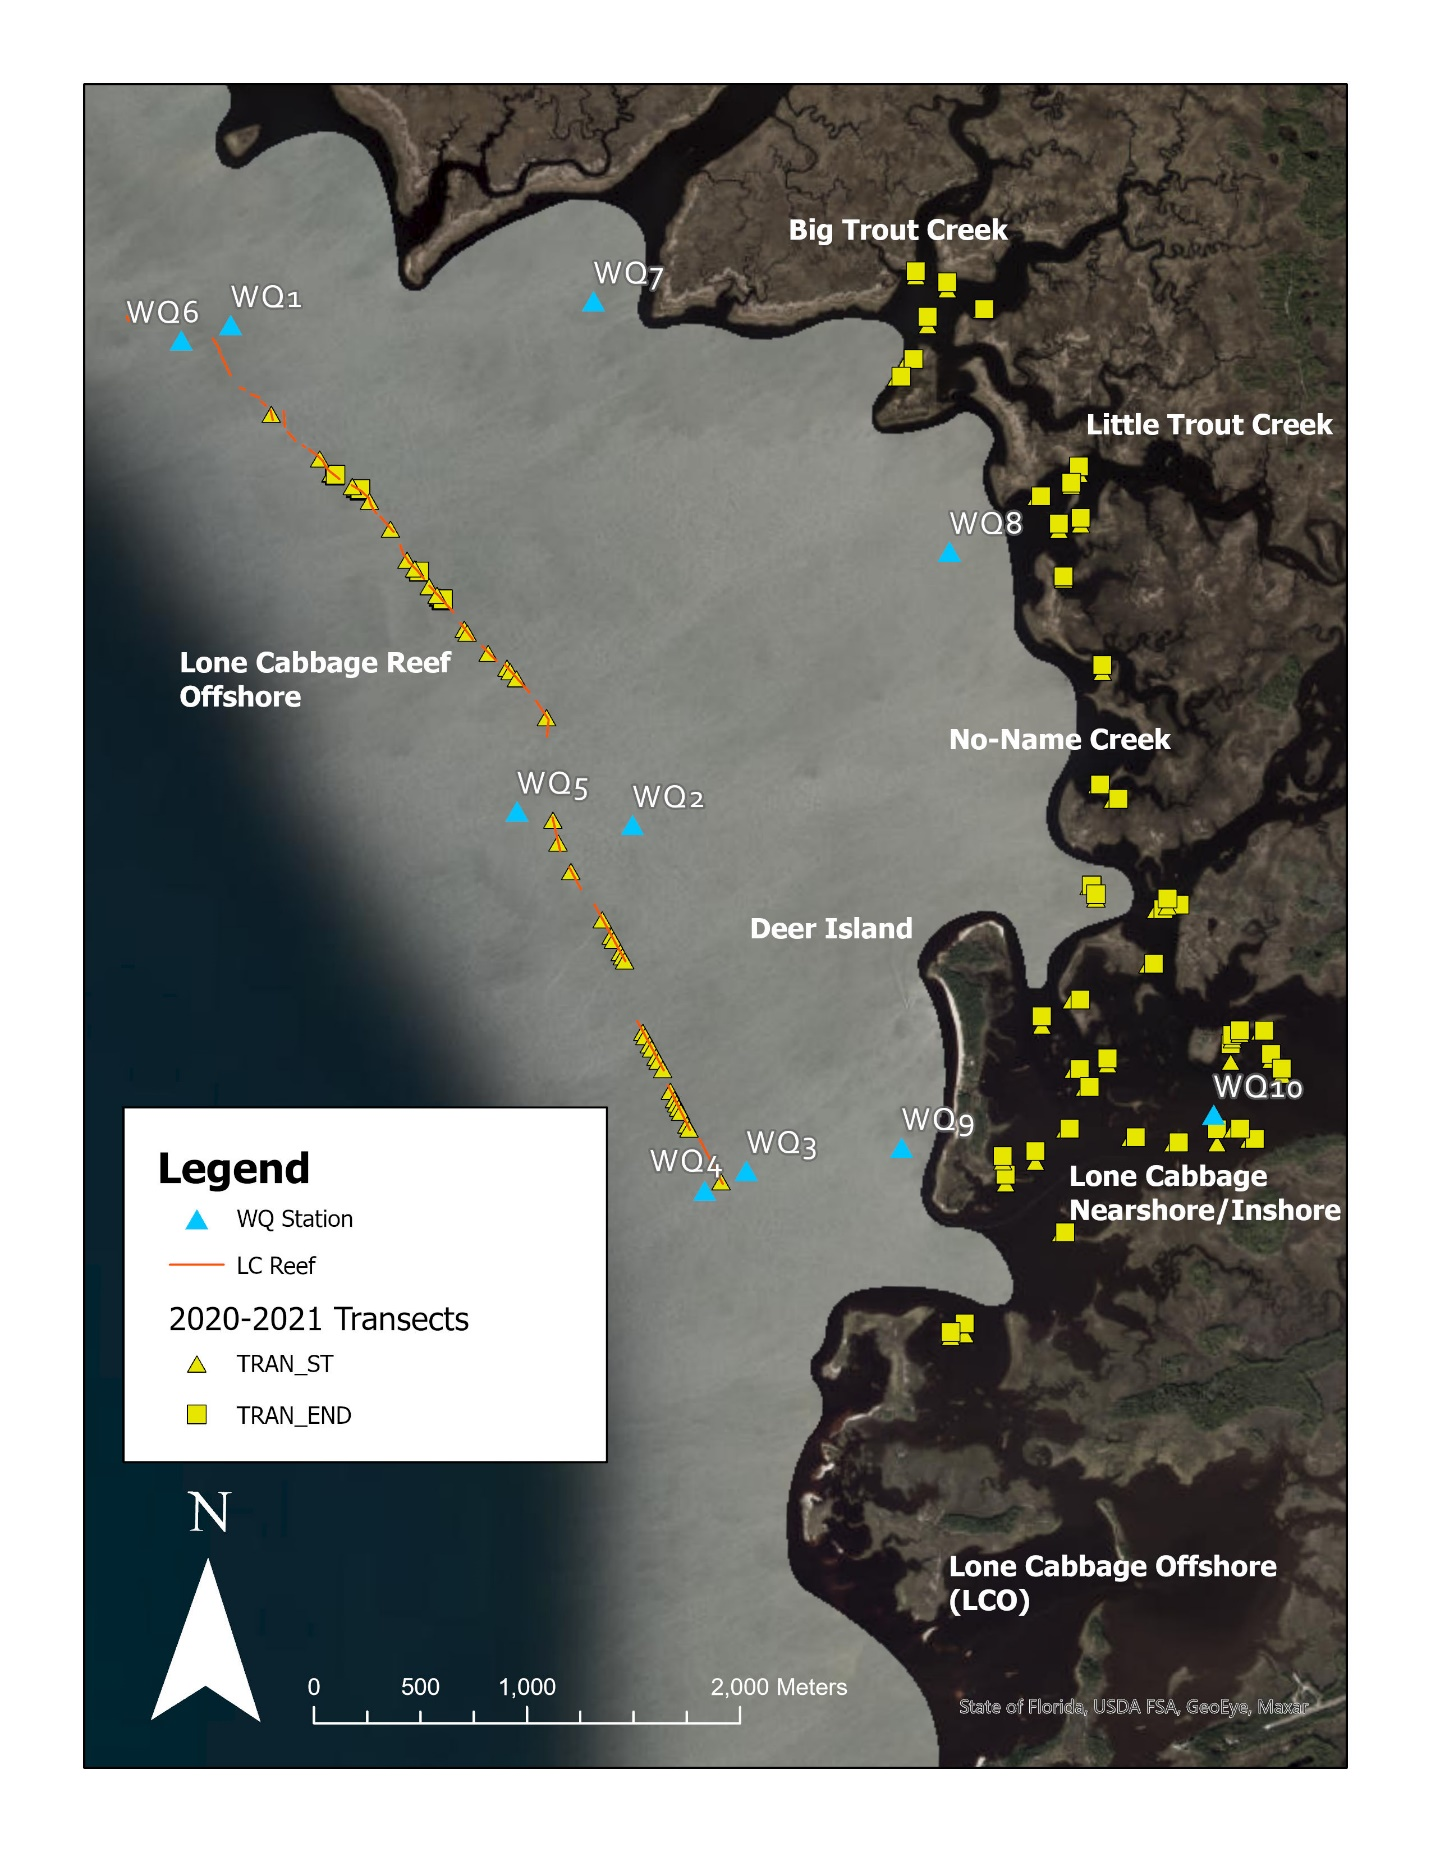 Big Trout Creek
WQ7
WQ1
WQ6
Little Trout Creek
WQ8
Lone Cabbage Reef
Offshore
No-Name Creek
WQ5
WQ2
Deer Island
WQ10
WQ9
WQ3
WQ4
Lone Cabbage
Nearshore/Inshore
Legend
WQ Station
LC Reef
2020-2021 Transects
TRAN_ST
TRAN_END
N
Lone Cabbage Offshore
(LCO)
0 500 1,000 2,000 Meters
State of Florida, USDA FSA, GeoEye, Maxar